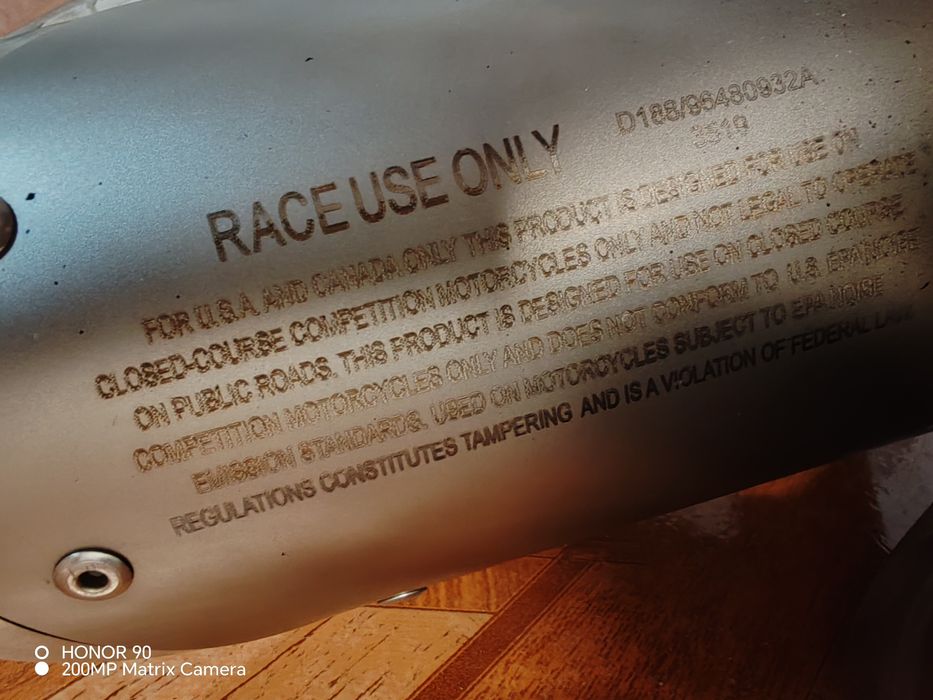 D188/96480932A
3519
RACE USE ONLY
FOR U.S.A. AND CANADA ONLY THIS PRODUCT IS DESIGNED FOR USE ON
CLOSED-COURSE COMPETITION MOTORCYCLES ONLY AND NOT LEGAL TO OPERATE
ON PUBLIC ROADS. THIS PRODUCT IS DESIGNED FOR USE ON CLOSED COURSE
COMPETITION MOTORCYCLES ONLY AND DOES NOT CONFORM TO U.S. EPA NOISE
EMISSION STANDARDS. USED ON MOTORCYCLES SUBJECT TO EPA NOISE
REGULATIONS CONSTITUTES TAMPERING AND IS A VIOLATION OF FEDERAL LAW.
HONOR 90
200MP Matrix Camera